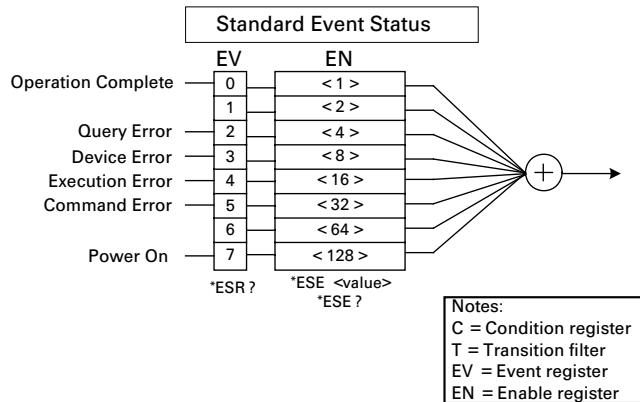 Standard Event Status
EV EN
Operation Complete 0 < 1 >
1 < 2 >
Query Error 2 < 4 >
Device Error 3 < 8 >
Execution Error 4 < 16 >
Command Error 5 < 32 >
6 < 64 >
Power On 7 < 128 >
+
*ESR ? *ESE <value>
*ESE ?
Notes:
C = Condition register
T = Transition filter
EV = Event register
EN = Enable register